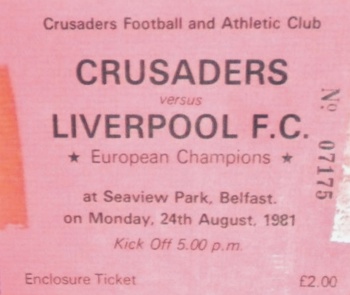 Crusaders Football and Athletic Club
CRUSADERS
versus
LIVERPOOL F.C.
★ European Champions ★
at Seaview Park, Belfast.
on Monday, 24th August, 1981
Kick Off 5.00 p.m.
Enclosure Ticket
£2.00
No 07175